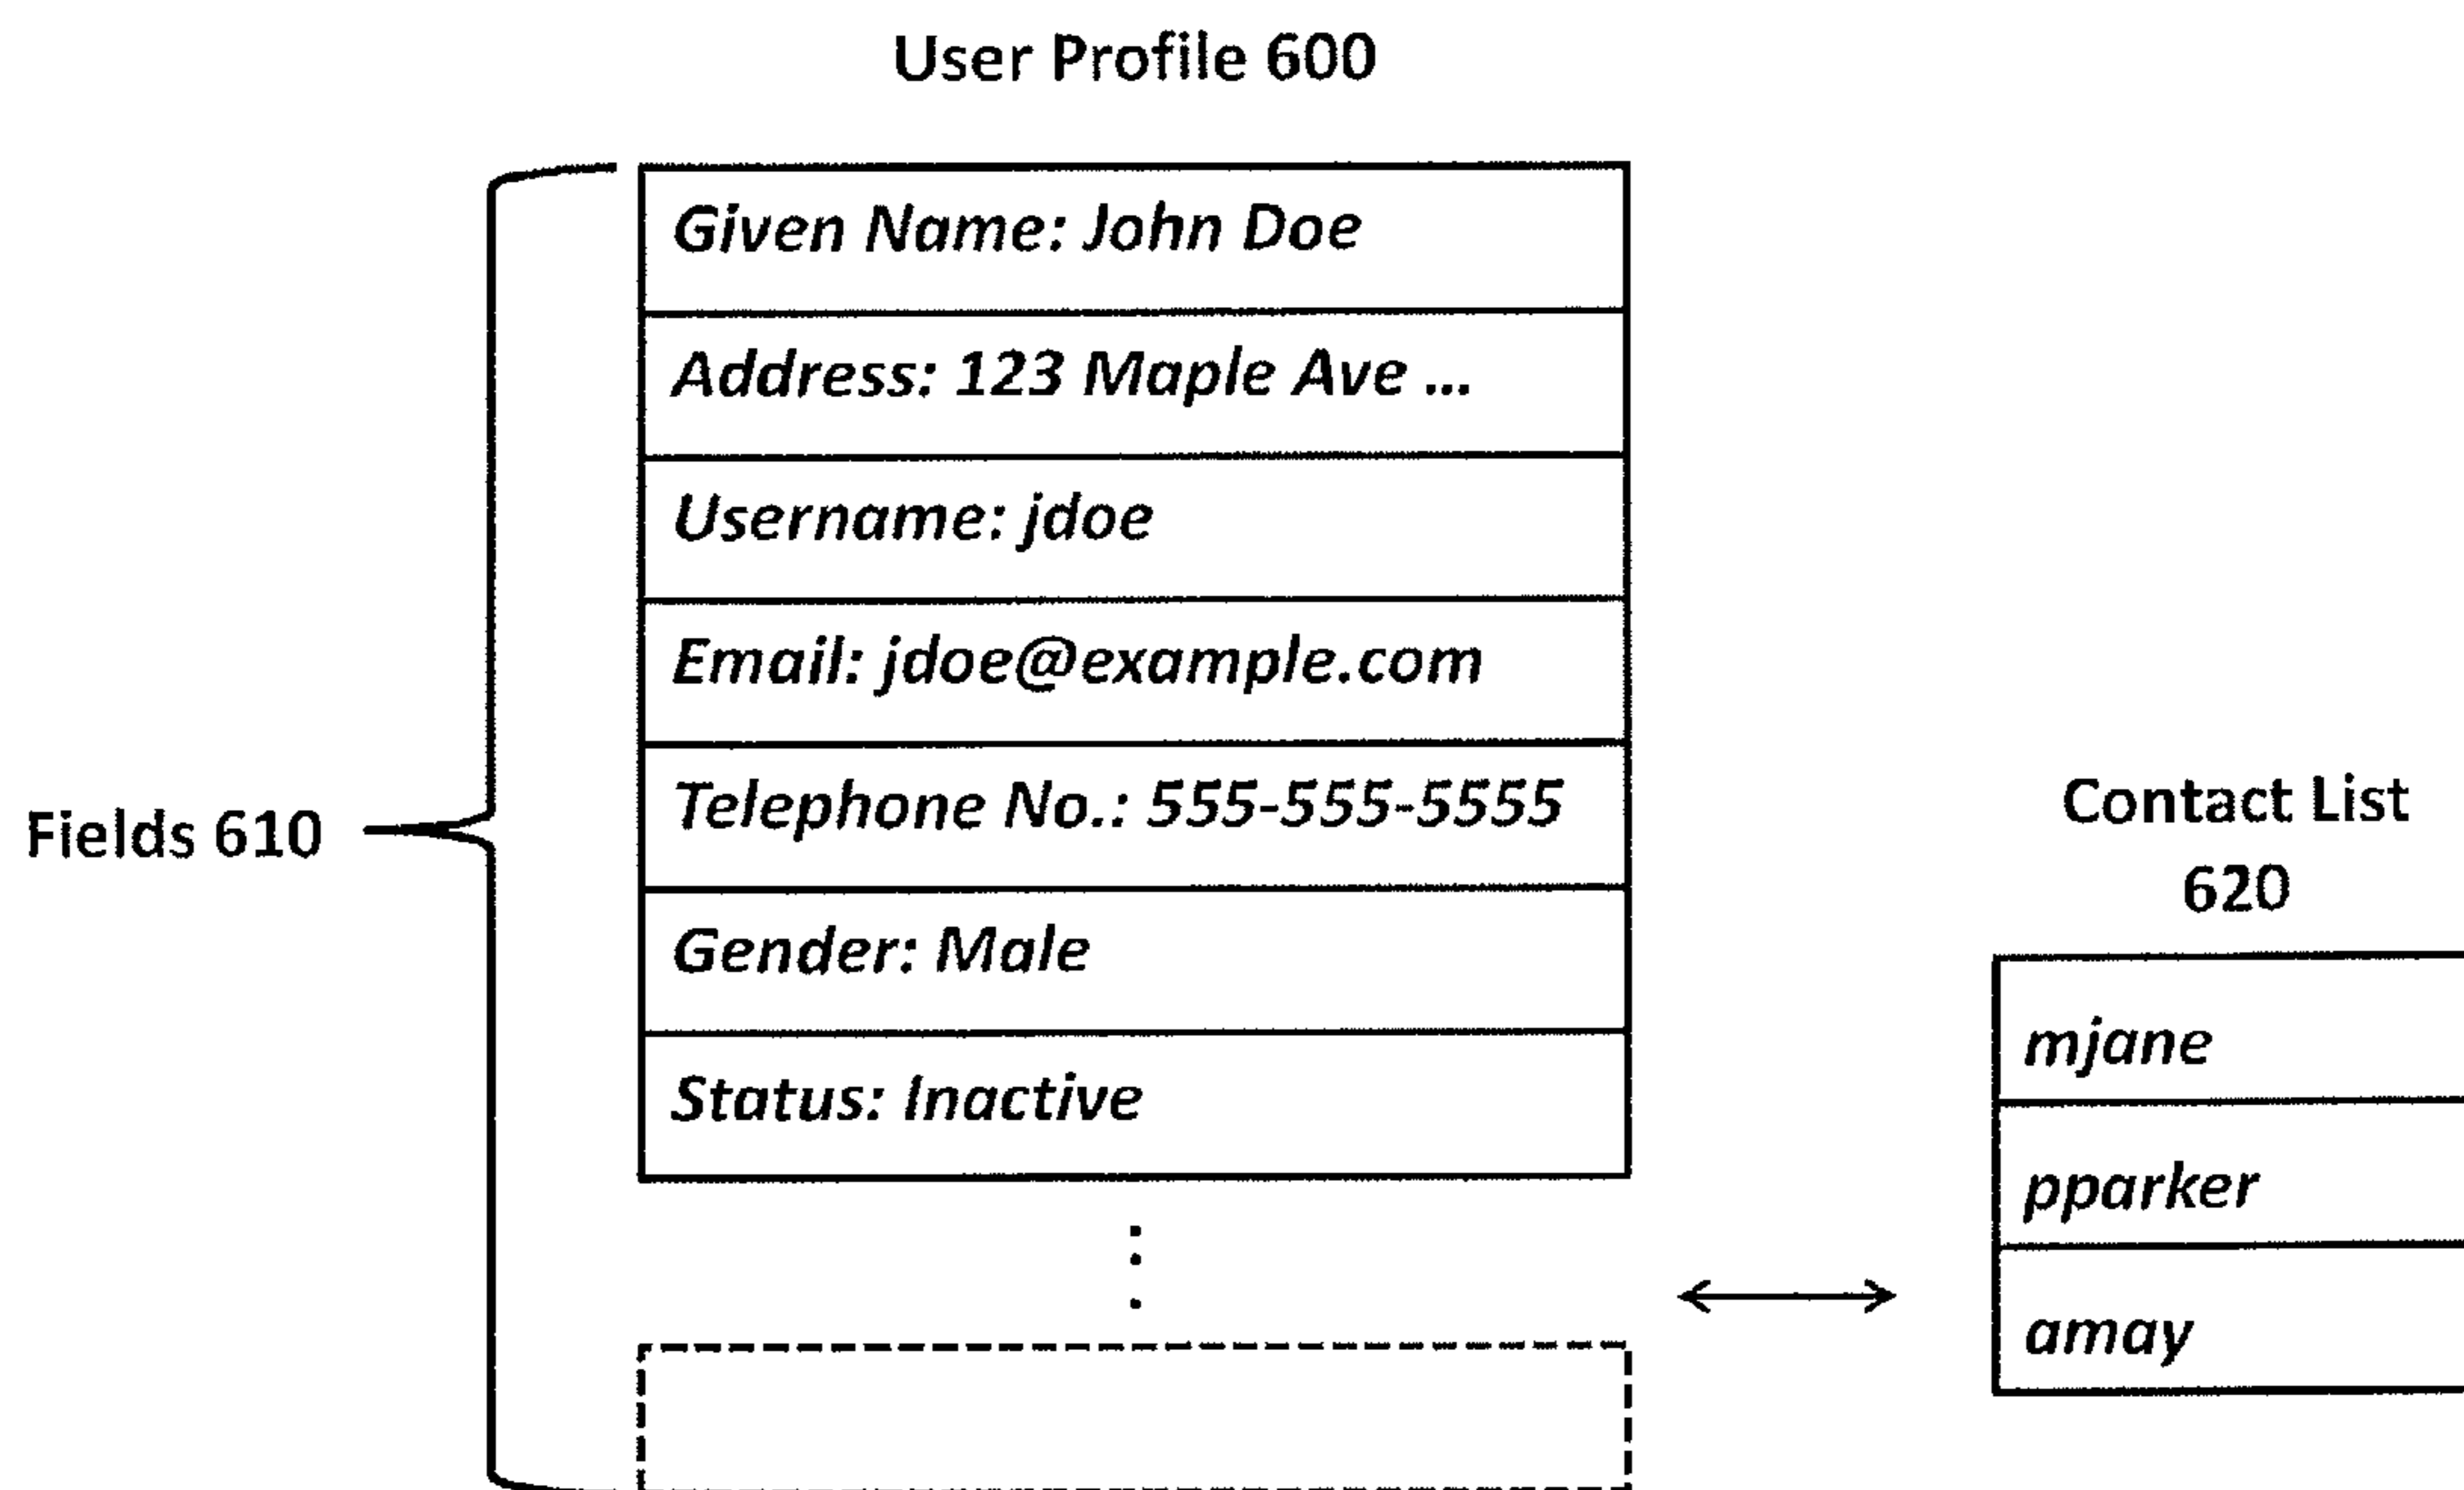 User Profile 600
Given Name: John Doe
Address: 123 Maple Ave ...
Username: jdoe
Email: jdoe@example.com
Telephone No.: 555-555-5555
Gender: Male
Status: Inactive
Fields 610
Contact List
620
mjane
pparker
amay